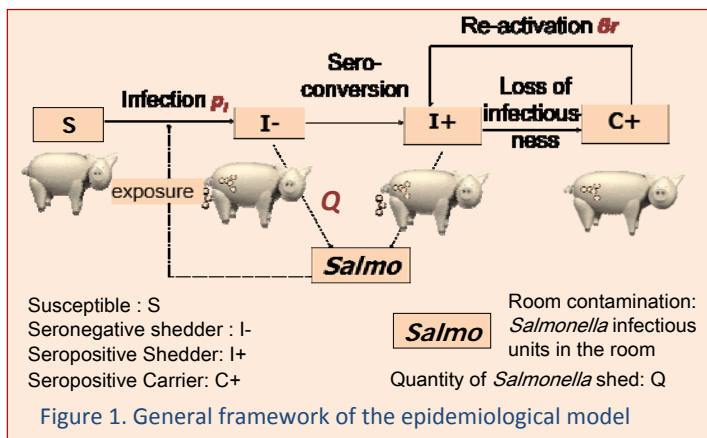 Re-activation βr
Sero-
conversion
Loss of
infectious-
ness
Infection pI
S
I-
I+
C+
exposure
Q
Salmo
Susceptible : S
Seronegative shedder : I-
Seropositive Shedder: I+
Seropositive Carrier: C+
Salmo
Room contamination:
Salmonella infectious
units in the room
Quantity of Salmonella shed: Q
Figure 1. General framework of the epidemiological model